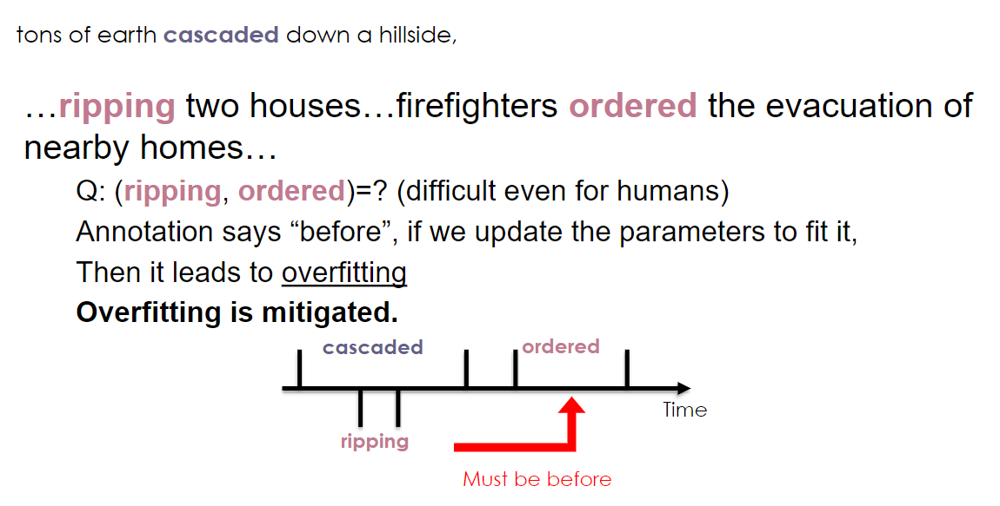 tons of earth cascaded down a hillside,
…ripping two houses…firefighters ordered the evacuation of
nearby homes…
Q: (ripping, ordered)=? (difficult even for humans)
Annotation says “before”, if we update the parameters to fit it,
Then it leads to overfitting
Overfitting is mitigated.
cascaded
ordered
Time
ripping
Must be before